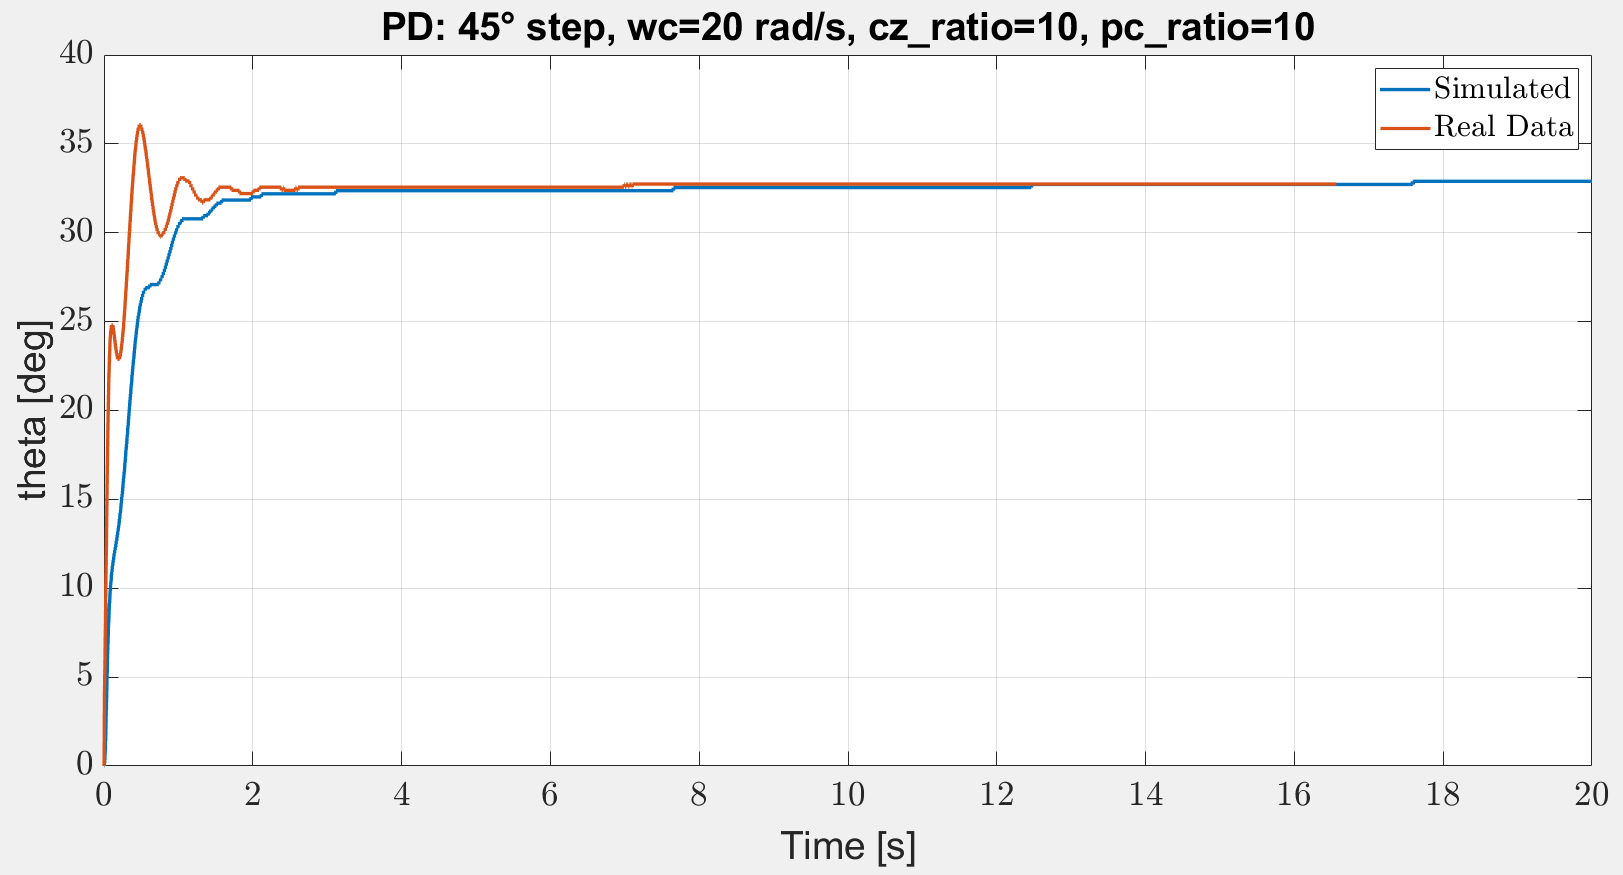 PD: 45° step, wc=20 rad/s, cz_ratio=10, pc_ratio=10
Simulated
Real Data
40
35
30
25
20
15
10
5
0
theta [deg]
0 2 4 6 8 10 12 14 16 18 20
Time [s]